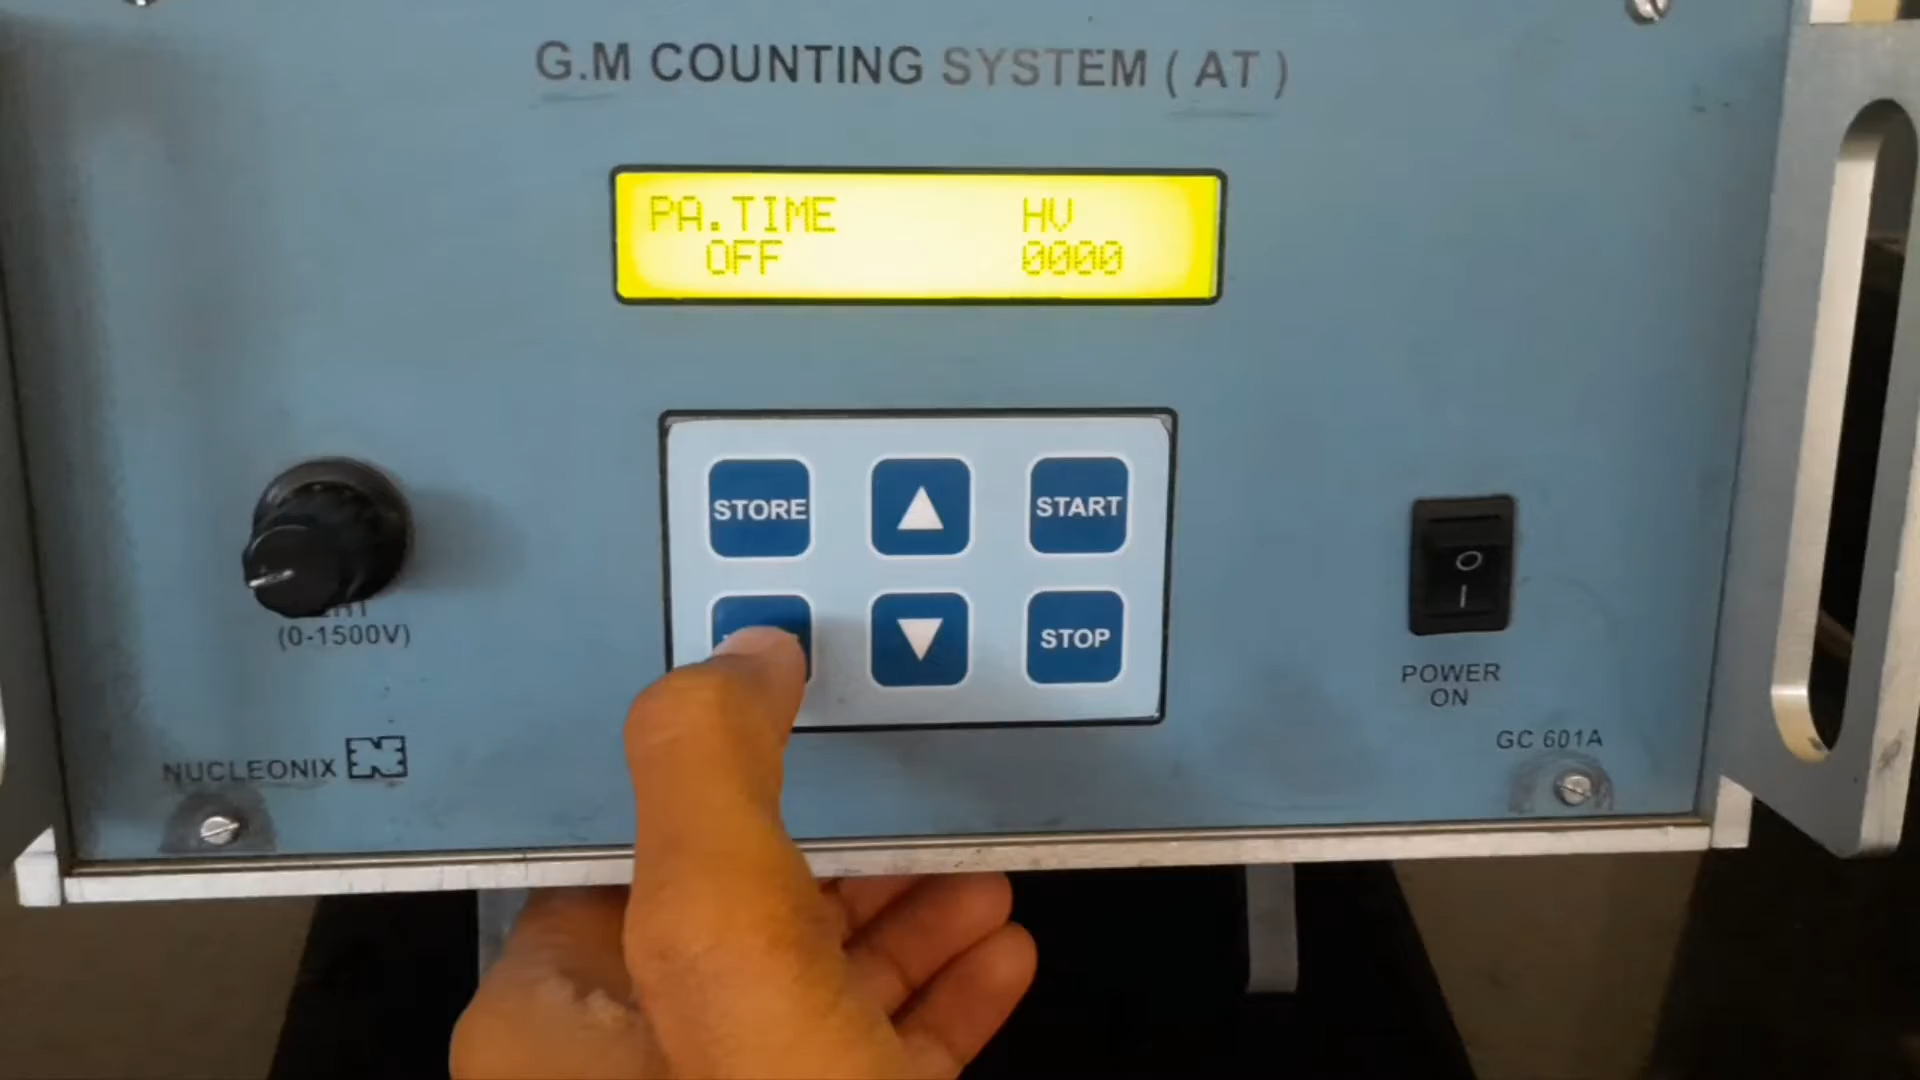 G.M COUNTING SYSTEM ( AT )
PA.TIME HV
OFF 0000
STORE START
STOP
(0-1500V)
POWER
ON
NUCLEONIX
GC 601A